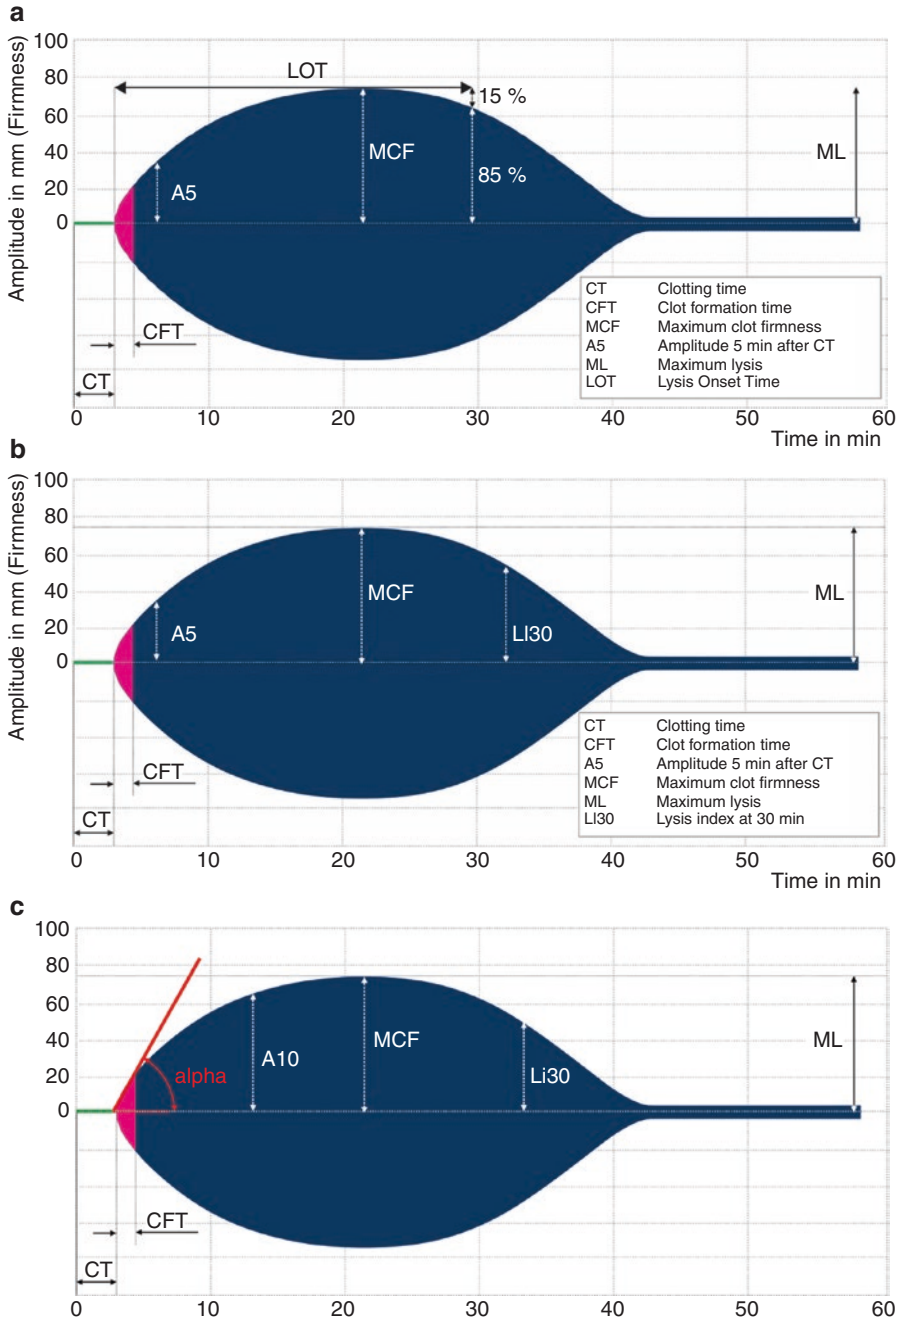 a
Amplitude in mm (Firmness)
100
80
60
40
20
0
LOT
15 %
MCF
85 %
A5
ML
CFT
CT
CT Clotting time
CFT Clot formation time
MCF Maximum clot firmness
A5 Amplitude 5 min after CT
ML Maximum lysis
LOT Lysis Onset Time
0 10 20 30 40 50 60
Time in min
b
Amplitude in mm (Firmness)
100
80
60
40
20
0
MCF
A5
LI30
ML
CFT
CT
CT Clotting time
CFT Clot formation time
A5 Amplitude 5 min after CT
MCF Maximum clot firmness
ML Maximum lysis
LI30 Lysis index at 30 min
0 10 20 30 40 50 60
Time in min
c
100
80
60
40
20
0
alpha
A10
MCF
Li30
ML
CFT
CT
0 10 20 30 40 50 60